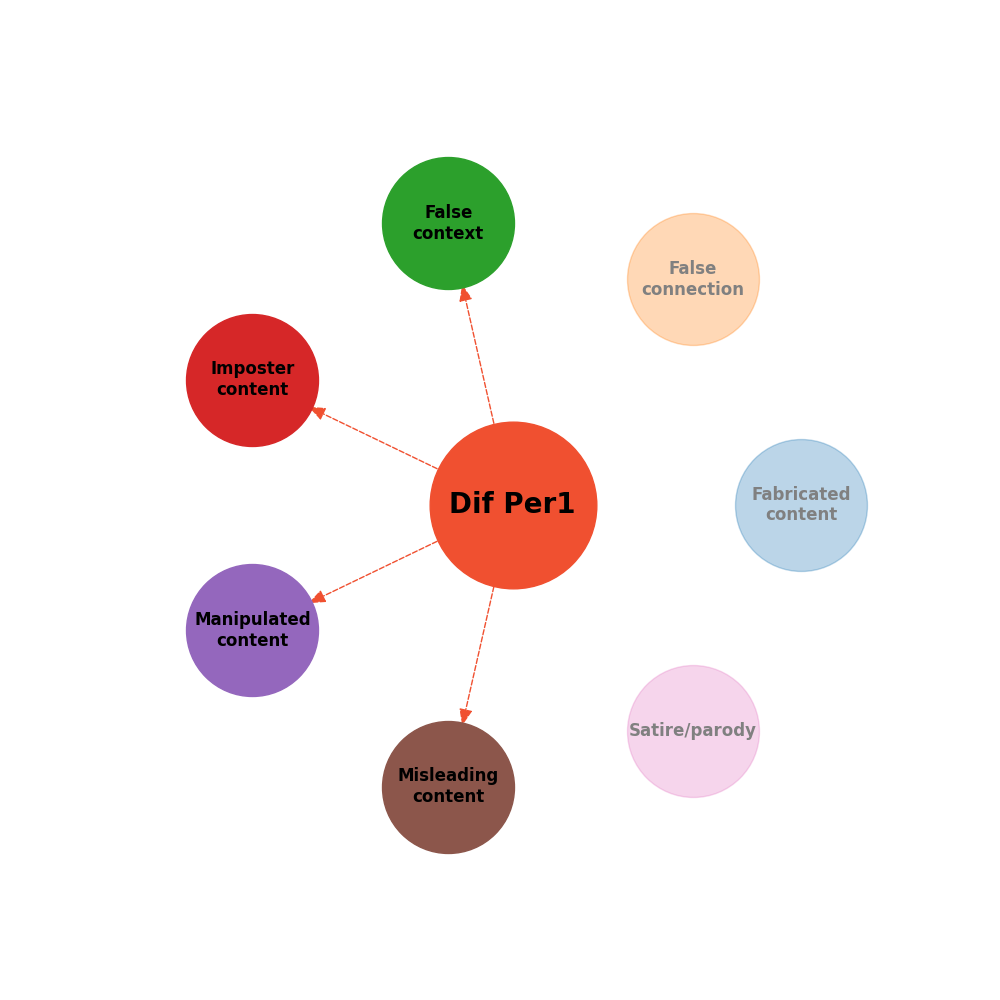 False
context
False
connection
Imposter
content
Dif Per1
Fabricated
content
Manipulated
content
Satire/parody
Misleading
content